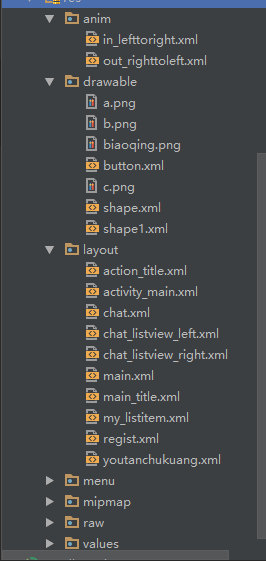 anim
in_lefttoright.xml
out_righttoleft.xml
drawable
a.png
b.png
biaoqing.png
button.xml
c.png
shape.xml
shape1.xml
layout
action_title.xml
activity_main.xml
chat.xml
chat_listview_left.xml
chat_listview_right.xml
main.xml
main_title.xml
my_listitem.xml
regist.xml
youtanchukuang.xml
menu
mipmap
raw
values